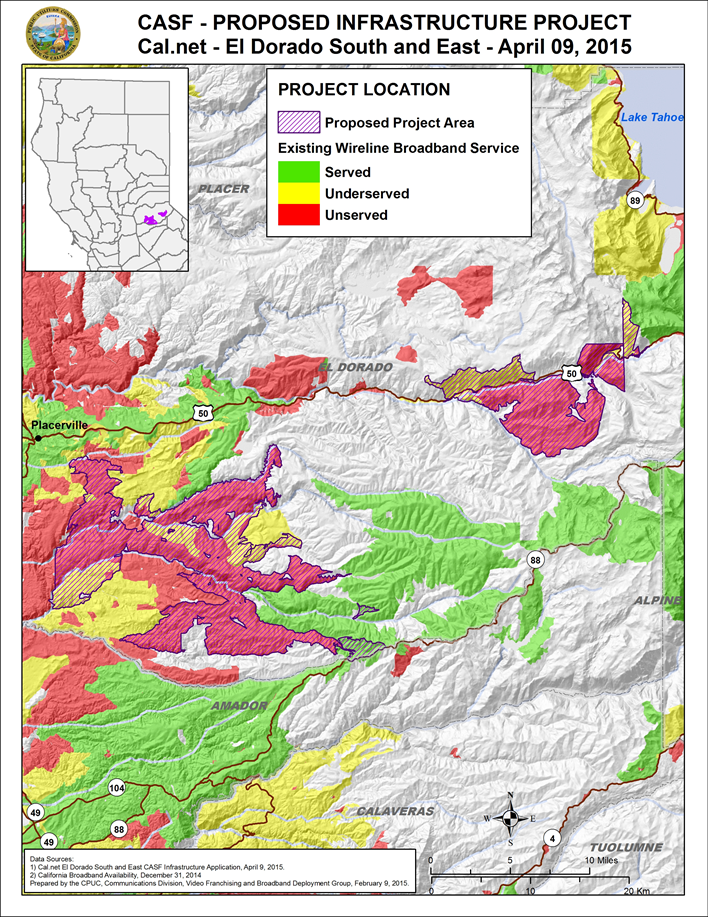 CASF - PROPOSED INFRASTRUCTURE PROJECT
Cal.net - El Dorado South and East - April 09, 2015
PROJECT LOCATION
Proposed Project Area
Existing Wireline Broadband Service
Served
Underserved
Unserved
Lake Tahoe
PLACER
89
EL DORADO
50
50
Placerville
88
ALPINE
AMADOR
104
49
88
49
CALAVERAS
N
W E
S
4
TUOLUMNE
0 5 10 Miles
0 10 20 Km
Data Sources:
1) Cal.net El Dorado South and East CASF Infrastructure Application, April 9, 2015.
2) California Broadband Availability, December 31, 2014
Prepared by the CPUC, Communications Division, Video Franchising and Broadband Deployment Group, February 9, 2015.